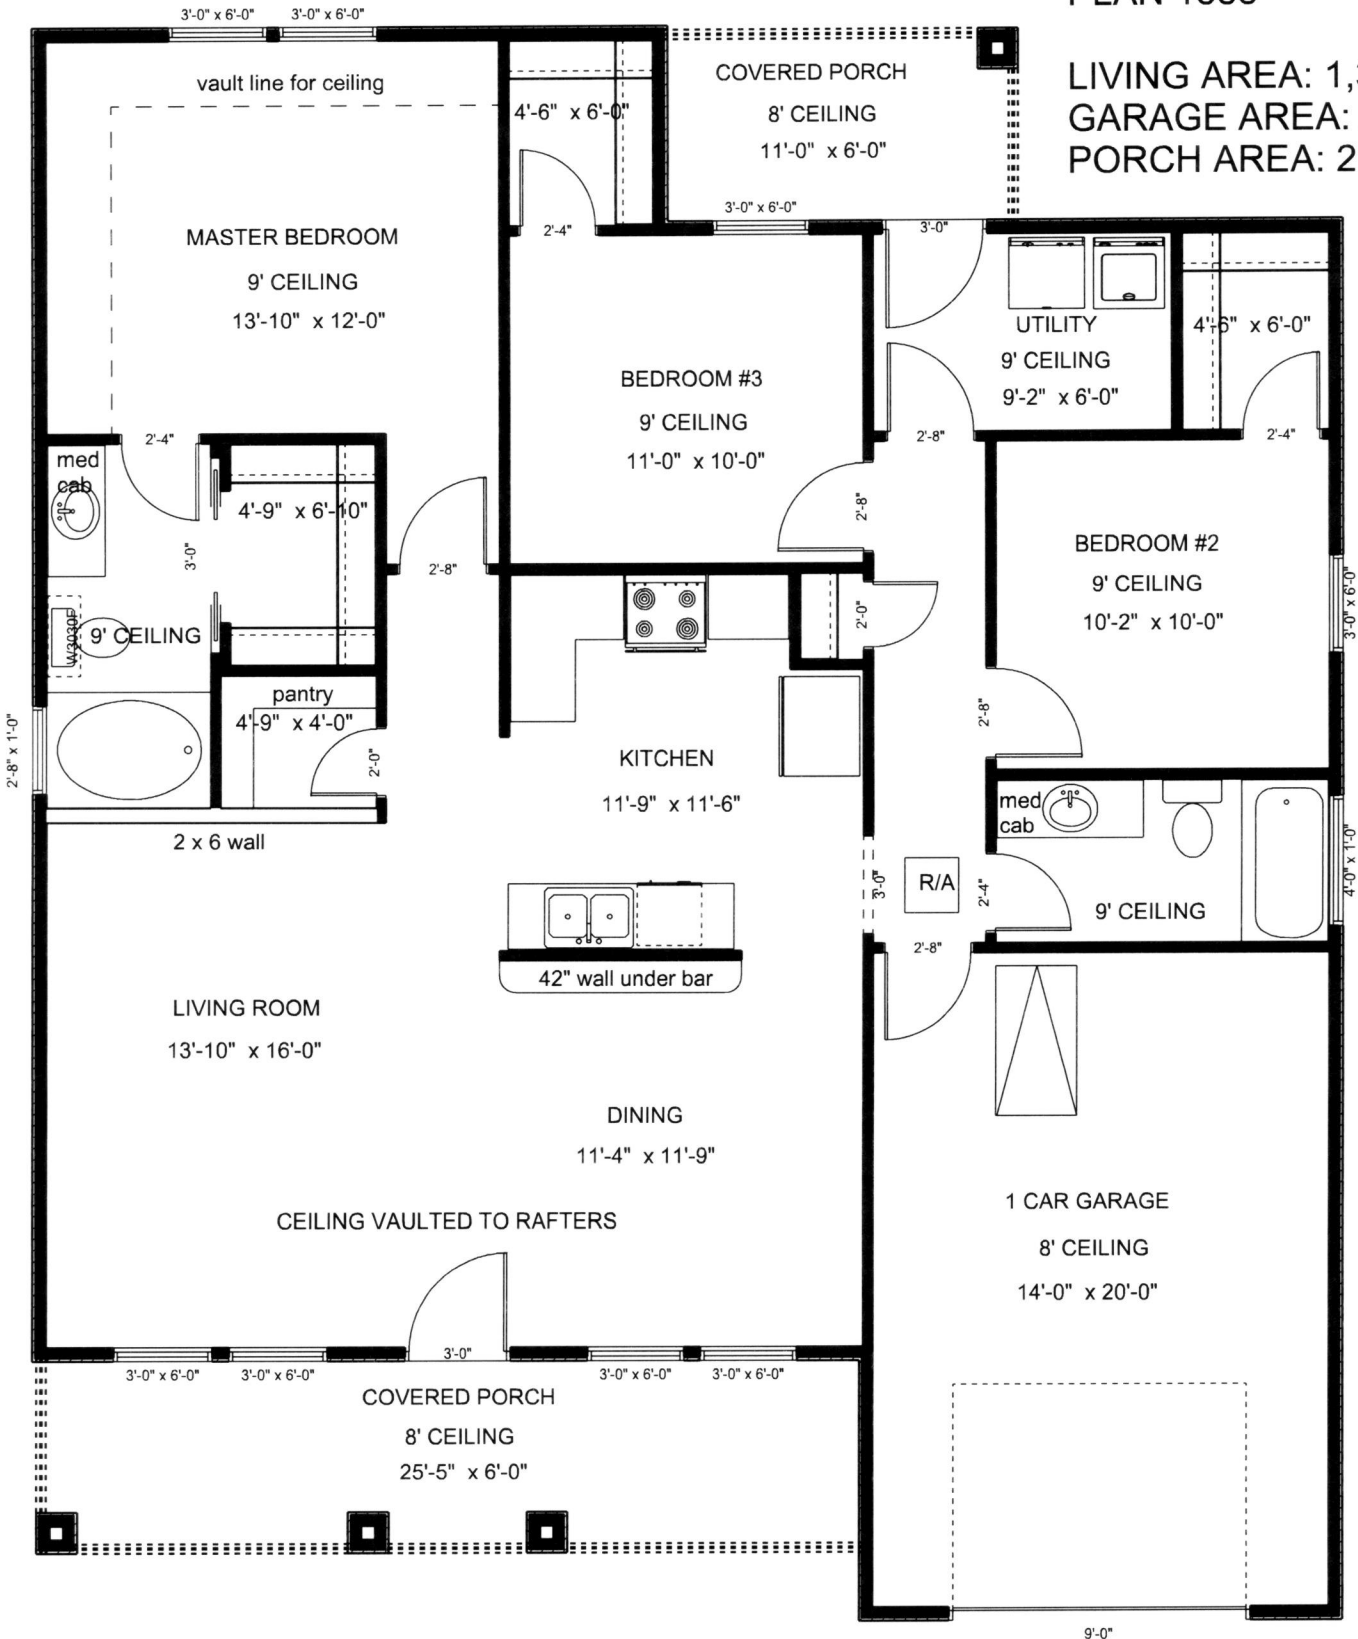 3'-0" x 6'-0"
3'-0" x 6'-0"
LIVING AREA: 1,
GARAGE AREA:
PORCH AREA: 2
vault line for ceiling
4'-6" x 6'-0"
COVERED PORCH
8' CEILING
11'-0" x 6'-0"
3'-0" x 6'-0"
2'-4"
3'-0"
MASTER BEDROOM
9' CEILING
13'-10" x 12'-0"
UTILITY
9' CEILING
9'-2" x 6'-0"
4'-6" x 6'-0"
BEDROOM #3
9' CEILING
11'-0" x 10'-0"
2'-4"
2'-8"
2'-4"
med
cab
4'-9" x 6'-10"
2'-8"
3'-0"
2'-8"
BEDROOM #2
9' CEILING
10'-2" x 10'-0"
3'-0" x 6'-0"
2'-0"
W3030F
9' CEILING
pantry
4'-9" x 4'-0"
2'-0"
2'-8" x 1'-0"
2'-8"
KITCHEN
11'-9" x 11'-6"
2 x 6 wall
med
cab
3'-0"
R/A
2'-4"
9' CEILING
4'-0" x 1'-0"
2'-8"
42" wall under bar
LIVING ROOM
13'-10" x 16'-0"
DINING
11'-4" x 11'-9"
CEILING VAULTED TO RAFTERS
1 CAR GARAGE
8' CEILING
14'-0" x 20'-0"
3'-0"
3'-0" x 6'-0"
3'-0" x 6'-0"
3'-0" x 6'-0"
3'-0" x 6'-0"
COVERED PORCH
8' CEILING
25'-5" x 6'-0"
9'-0"